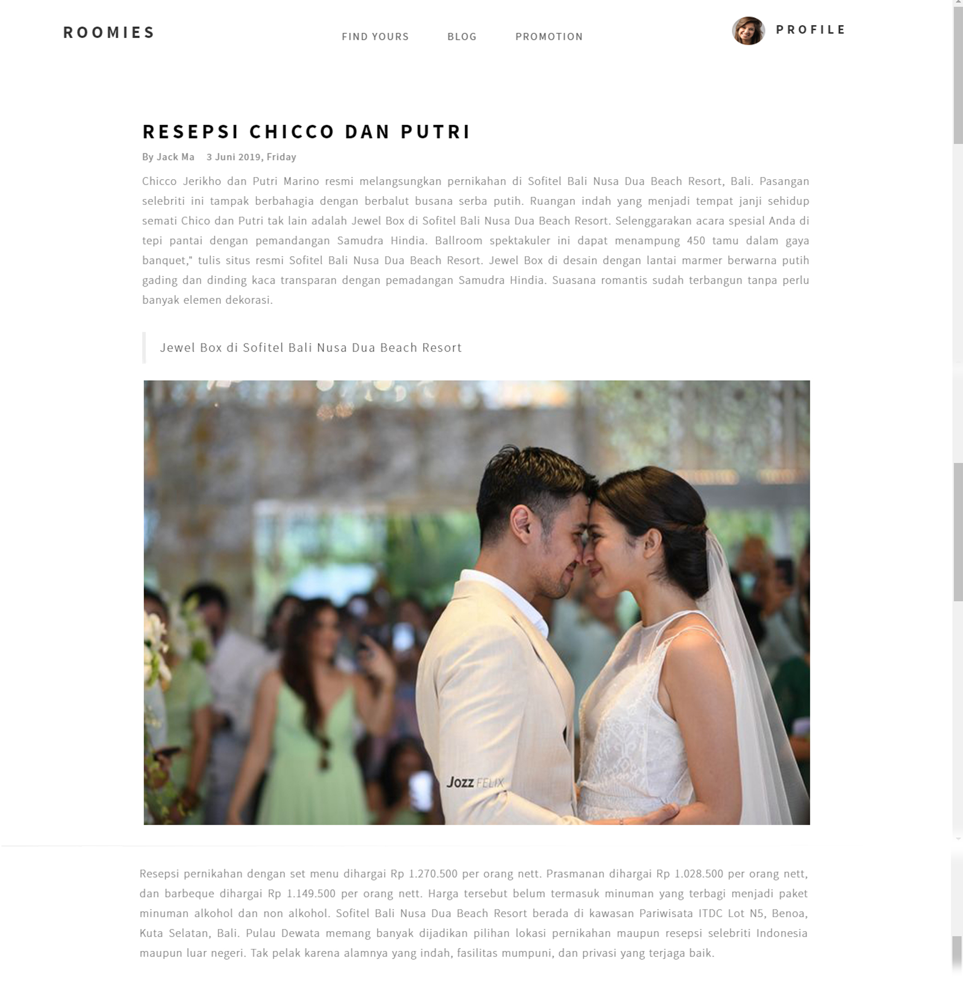 ROOMIES
FIND YOURS
BLOG
PROMOTION
PROFILE
RESEPSI CHICCO DAN PUTRI
By Jack Ma 3 Juni 2019, Friday
Chicco Jerikho dan Putri Marino resmi melangsungkan pernikahan di Sofitel Bali Nusa Dua Beach Resort, Bali. Pasangan
selebriti ini tampak berbahagia dengan berbalut busana serba putih. Ruangan indah yang menjadi tempat janji sehidup
semati Chico dan Putri tak lain adalah Jewel Box di Sofitel Bali Nusa Dua Beach Resort. Selenggarakan acara spesial Anda di
tepi pantai dengan pemandangan Samudra Hindia. Ballroom spektakuler ini dapat menampung 450 tamu dalam gaya
banquet," tulis situs resmi Sofitel Bali Nusa Dua Beach Resort. Jewel Box di desain dengan lantai marmer berwarna putih
gading dan dinding kaca transparan dengan pemadangan Samudra Hindia. Suasana romantis sudah terbangun tanpa perlu
banyak elemen dekorasi.
Jewel Box di Sofitel Bali Nusa Dua Beach Resort
Jozz FELIX
Resepsi pernikahan dengan set menu dihargai Rp 1.270.500 per orang nett. Prasmanan dihargai Rp 1.028.500 per orang nett,
dan barbeque dihargai Rp 1.149.500 per orang nett. Harga tersebut belum termasuk minuman yang terbagi menjadi paket
minuman alkohol dan non alkohol. Sofitel Bali Nusa Dua Beach Resort berada di kawasan Pariwisata ITDC Lot N5, Benoa,
Kuta Selatan, Bali. Pulau Dewata memang banyak dijadikan pilihan lokasi pernikahan maupun resepsi selebriti Indonesia
maupun luar negeri. Tak pelak karena alamnya yang indah, fasilitas mumpuni, dan privasi yang terjaga baik.